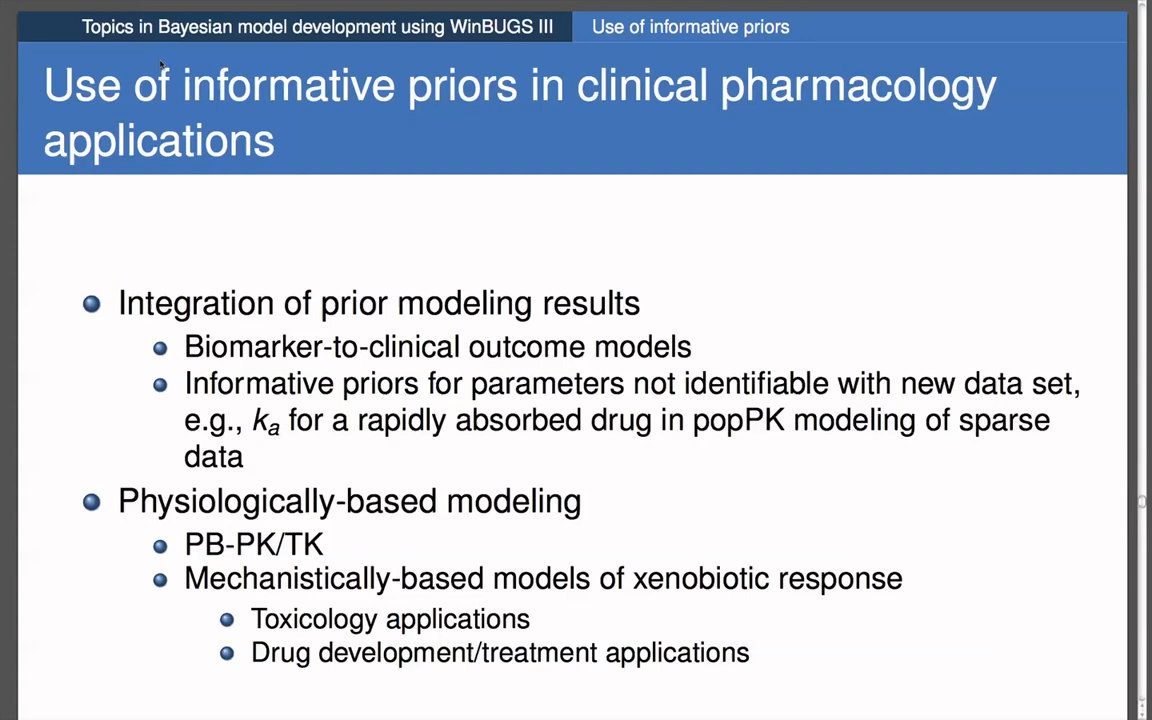 Topics in Bayesian model development using WinBUGS III
Use of informative priors
Use of informative priors in clinical pharmacology
applications
Integration of prior modeling results
Biomarker-to-clinical outcome models
Informative priors for parameters not identifiable with new data set,
e.g., ka for a rapidly absorbed drug in popPK modeling of sparse
data
Physiologically-based modeling
PB-PK/TK
Mechanistically-based models of xenobiotic response
Toxicology applications
Drug development/treatment applications